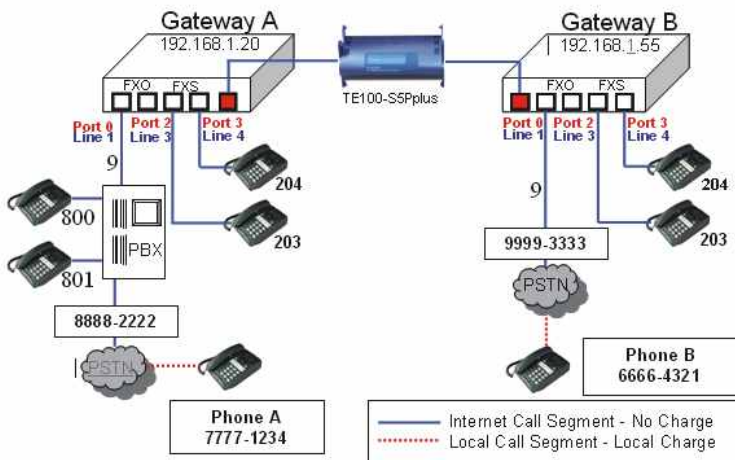 Gateway A
192.168.1.20
FXO FXS
Port 0 Port 2 Port 3
Line 1 Line 3 Line 4
9
204
203
800
801
PBX
8888-2222
PSTN
Phone A
7777-1234
TE100-S5Pplus
Gateway B
192.168.1.55
FXO FXS
Port 0 Port 2 Port 3
Line 1 Line 3 Line 4
9
204
203
9999-3333
PSTN
Phone B
6666-4321
Internet Call Segment - No Charge
Local Call Segment - Local Charge